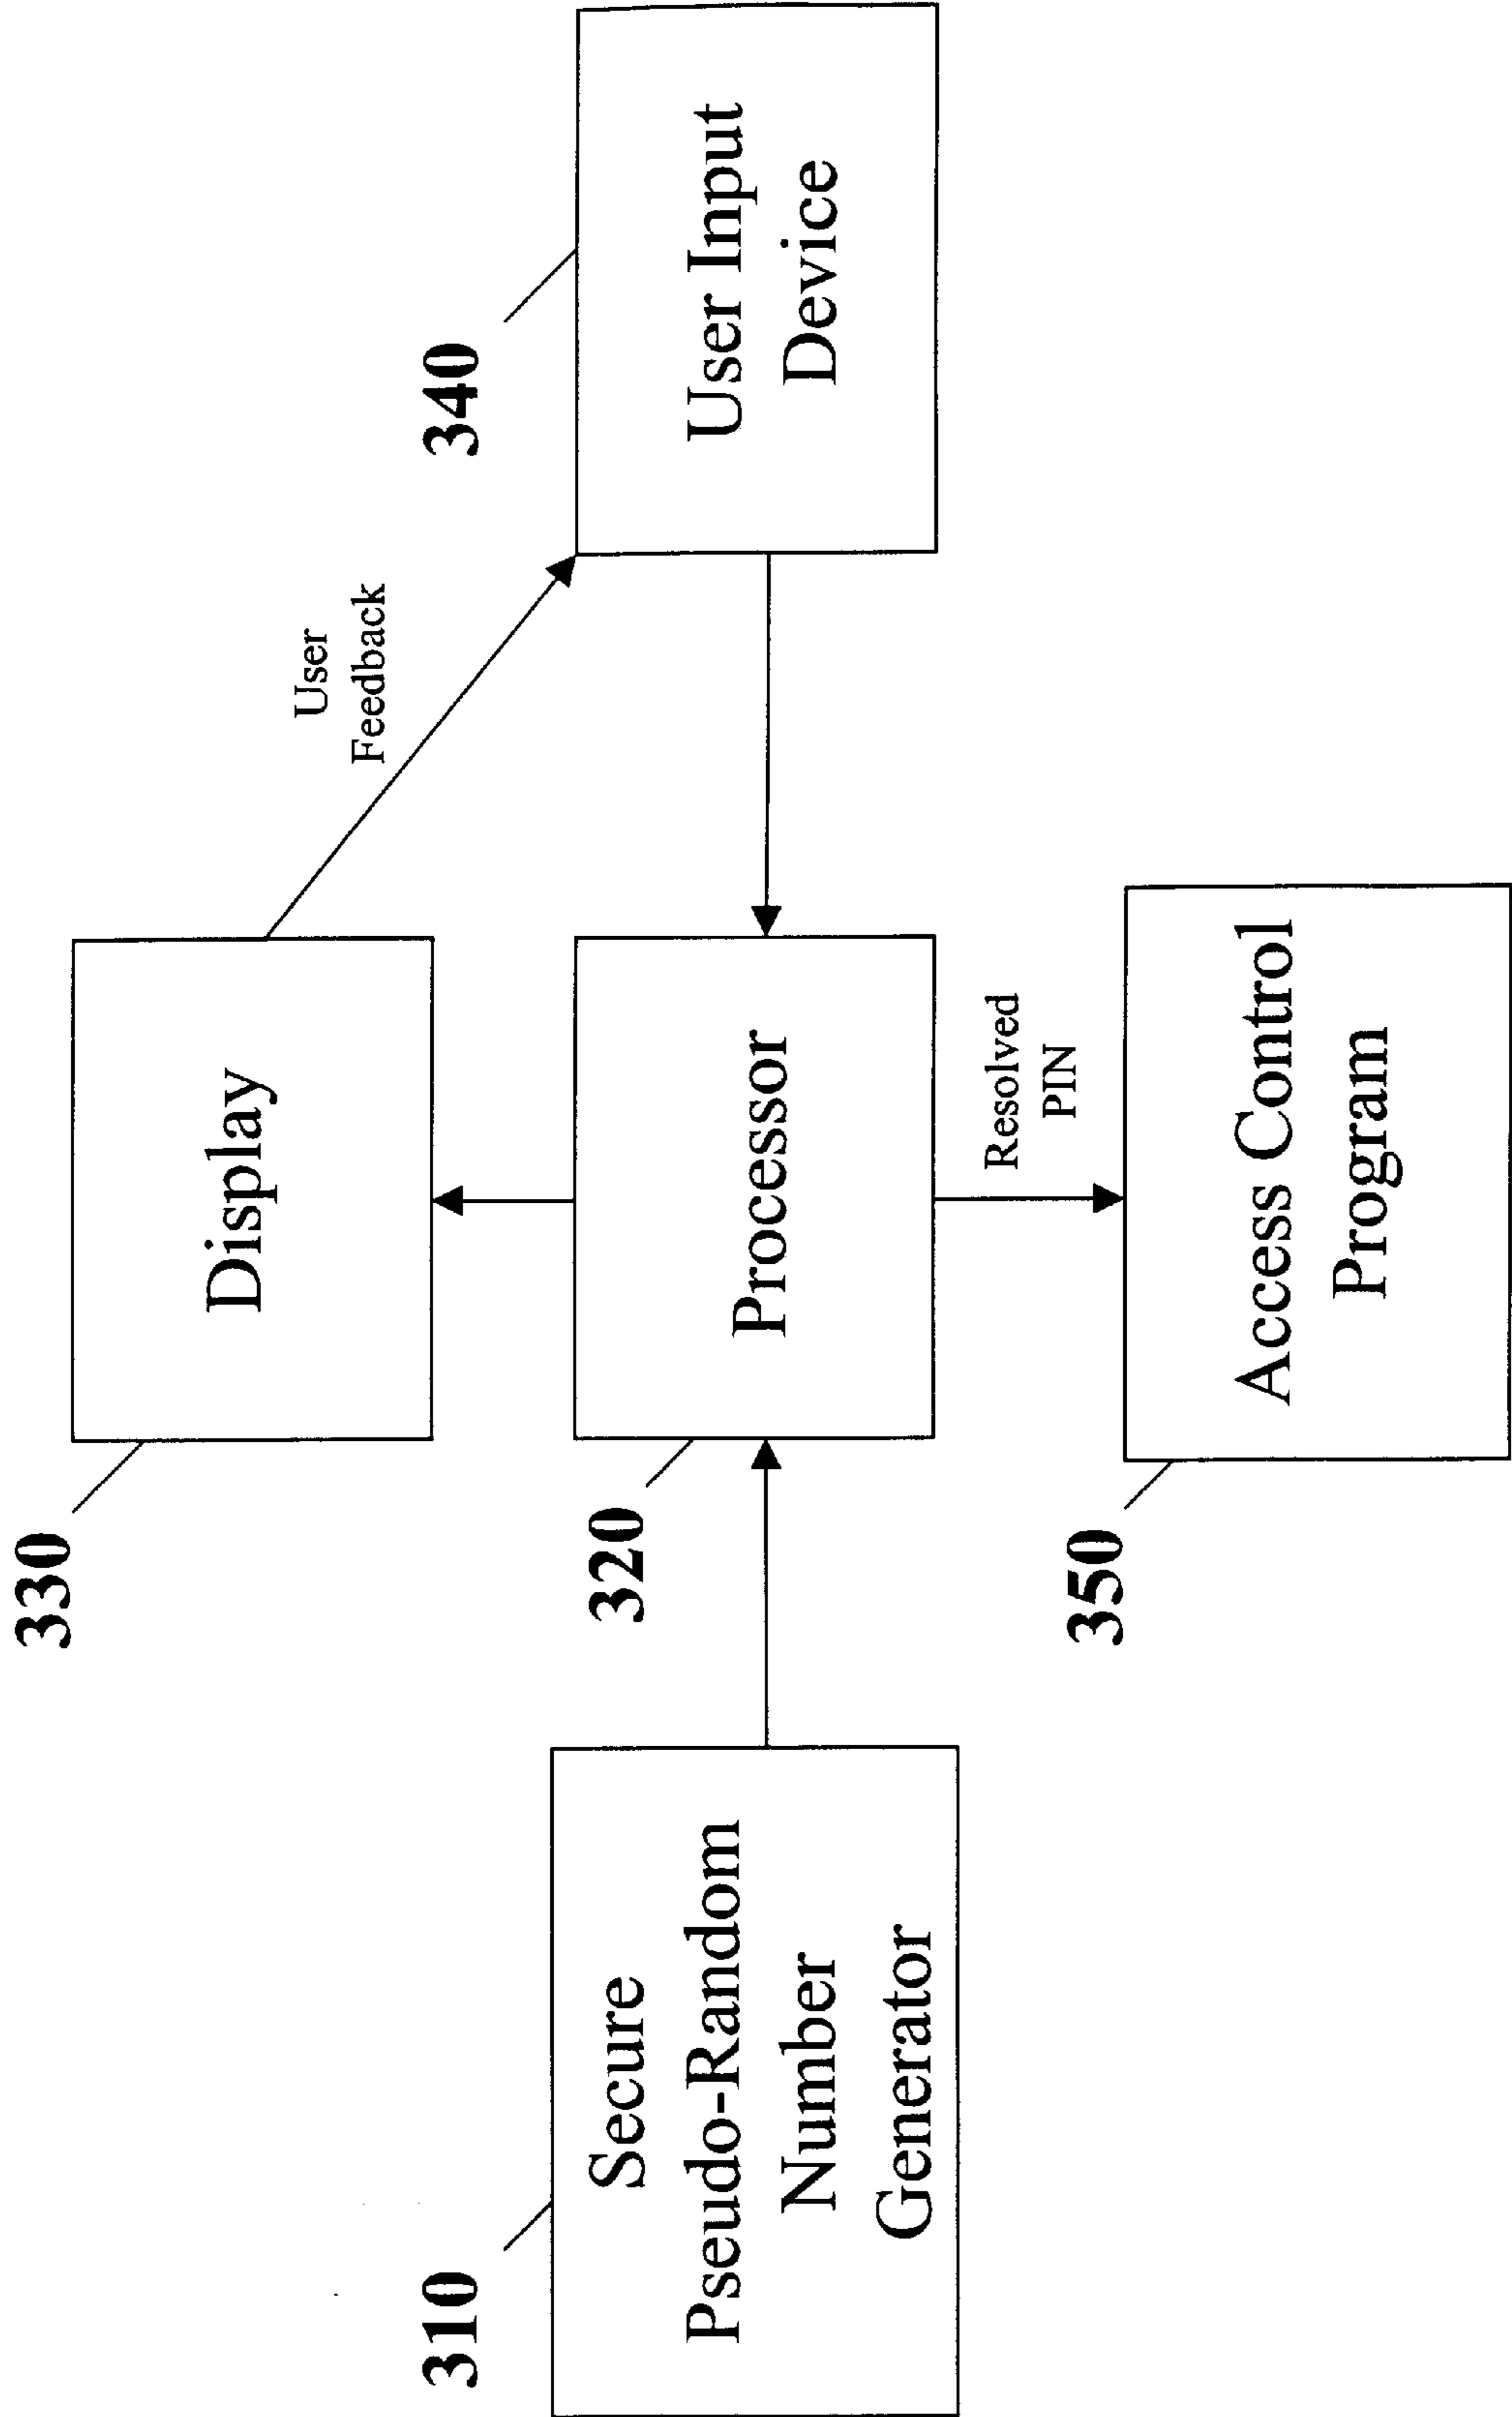 330
Display
User
Feedback
340
User Input
Device
310
Secure
Pseudo-Random
Number
Generator
320
Processor
Resolved
PIN
350
Access Control
Program